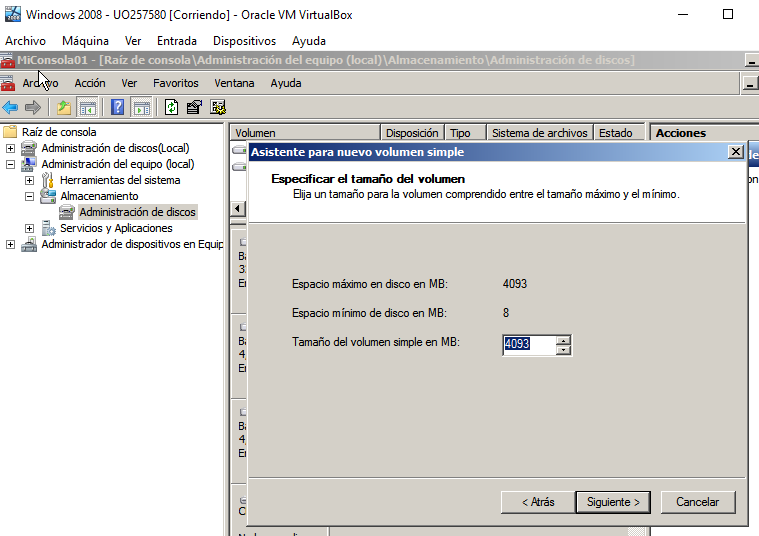 Windows 2008 - UO257580 [Corriendo] - Oracle VM VirtualBox
Archivo Máquina Ver Entrada Dispositivos Ayuda
MiConsola01 - [Raíz de consola\Administración del equipo (local)\Almacenamiento\Administración de discos]
Archivo Acción Ver Favoritos Ventana Ayuda
Raíz de consola
Administración de discos(Local)
Administración del equipo (local)
Herramientas del sistema
Almacenamiento
Administración de discos
Servicios y Aplicaciones
Administrador de dispositivos en Equip
Volumen Disposición Tipo Sistema de archivos Estado Acciones
Asistente para nuevo volumen simple
Especificar el tamaño del volumen
Elija un tamaño para la volumen comprendido entre el tamaño máximo y el mínimo.
Espacio máximo en disco en MB: 4093
Espacio mínimo de disco en MB: 8
Tamaño del volumen simple en MB: 4093
< Atrás Siguiente > Cancelar